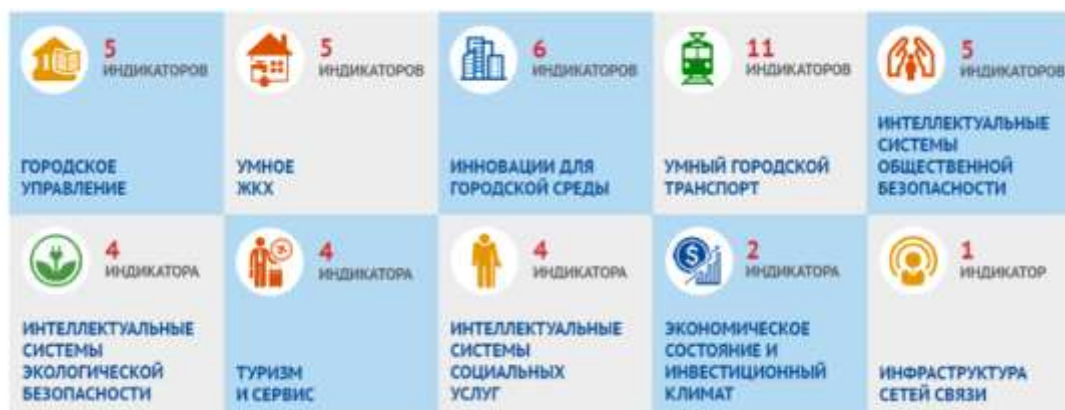 5
ИНДИКАТОРОВ
ГОРОДСКОЕ
УПРАВЛЕНИЕ
5
ИНДИКАТОРОВ
УМНОЕ
ЖКХ
6
ИНДИКАТОРОВ
ИННОВАЦИИ ДЛЯ
ГОРОДСКОЙ СРЕДЫ
11
ИНДИКАТОРОВ
УМНЫЙ ГОРОДСКОЙ
ТРАНСПОРТ
5
ИНДИКАТОРОВ
ИНТЕЛЛЕКТУАЛЬНЫЕ
СИСТЕМЫ
ОБЩЕСТВЕННОЙ
БЕЗОПАСНОСТИ
4
ИНДИКАТОРА
ИНТЕЛЛЕКТУАЛЬНЫЕ
СИСТЕМЫ
ЭКОЛОГИЧЕСКОЙ
БЕЗОПАСНОСТИ
4
ИНДИКАТОРА
ТУРИЗМ
И СЕРВИС
4
ИНДИКАТОРА
ИНТЕЛЛЕКТУАЛЬНЫЕ
СИСТЕМЫ
СОЦИАЛЬНЫХ
УСЛУГ
2
ИНДИКАТОРА
ЭКОНОМИЧЕСКОЕ
СОСТОЯНИЕ И
ИНВЕСТИЦИОННЫЙ
КЛИМАТ
1
ИНДИКАТОР
ИНФРАСТРУКТУРА
СЕТЕЙ СВЯЗИ